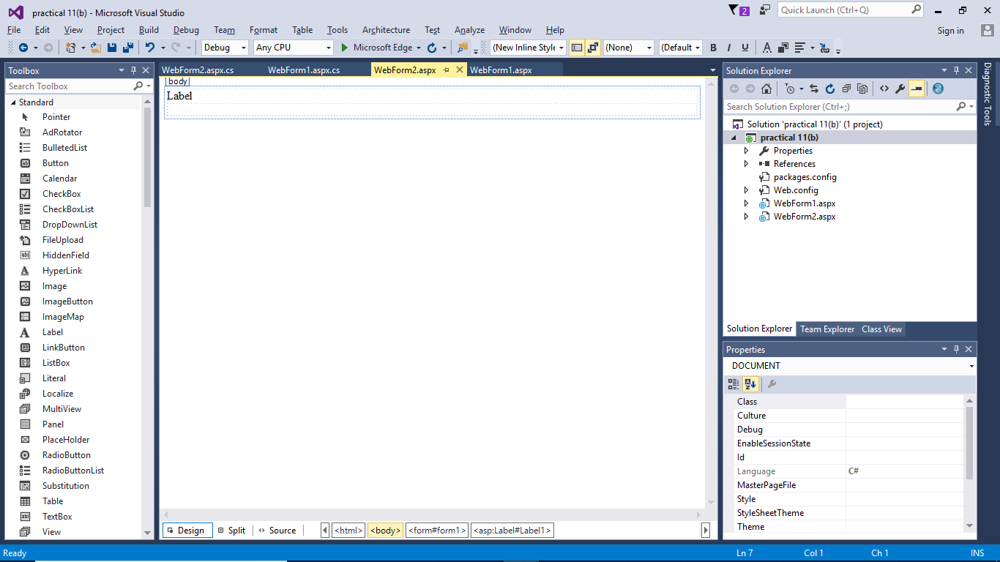 practical 11(b) - Microsoft Visual Studio
2
Quick Launch (Ctrl+Q)
File Edit View Project Build Debug Team Format Table Tools Architecture Test Analyze Window Help
Sign in
Debug Any CPU Microsoft Edge (New Inline Style (None) (Default B I U A
Toolbox
Search Toolbox
Standard
Pointer
AdRotator
BulletedList
Button
Calendar
CheckBox
CheckBoxList
DropDownList
FileUpload
HiddenField
HyperLink
Image
ImageButton
ImageMap
Label
LinkButton
ListBox
Literal
Localize
MultiView
Panel
PlaceHolder
RadioButton
RadioButtonList
Substitution
Table
TextBox
View
WebForm2.aspx.cs WebForm1.aspx.cs WebForm2.aspx WebForm1.aspx
body
Label
Design Split Source <html> <body> <form#form1> <asp:Label#Label1>
Solution Explorer
Search Solution Explorer (Ctrl+;)
Solution 'practical 11(b)' (1 project)
practical 11(b)
Properties
References
packages.config
Web.config
WebForm1.aspx
WebForm2.aspx
Solution Explorer Team Explorer Class View
Properties
DOCUMENT
Class
Culture
Debug
EnableSessionState
Id
Language C#
MasterPageFile
Style
StyleSheetTheme
Theme
Diagnostic Tools
Ready Ln 7 Col 1 Ch 1 INS